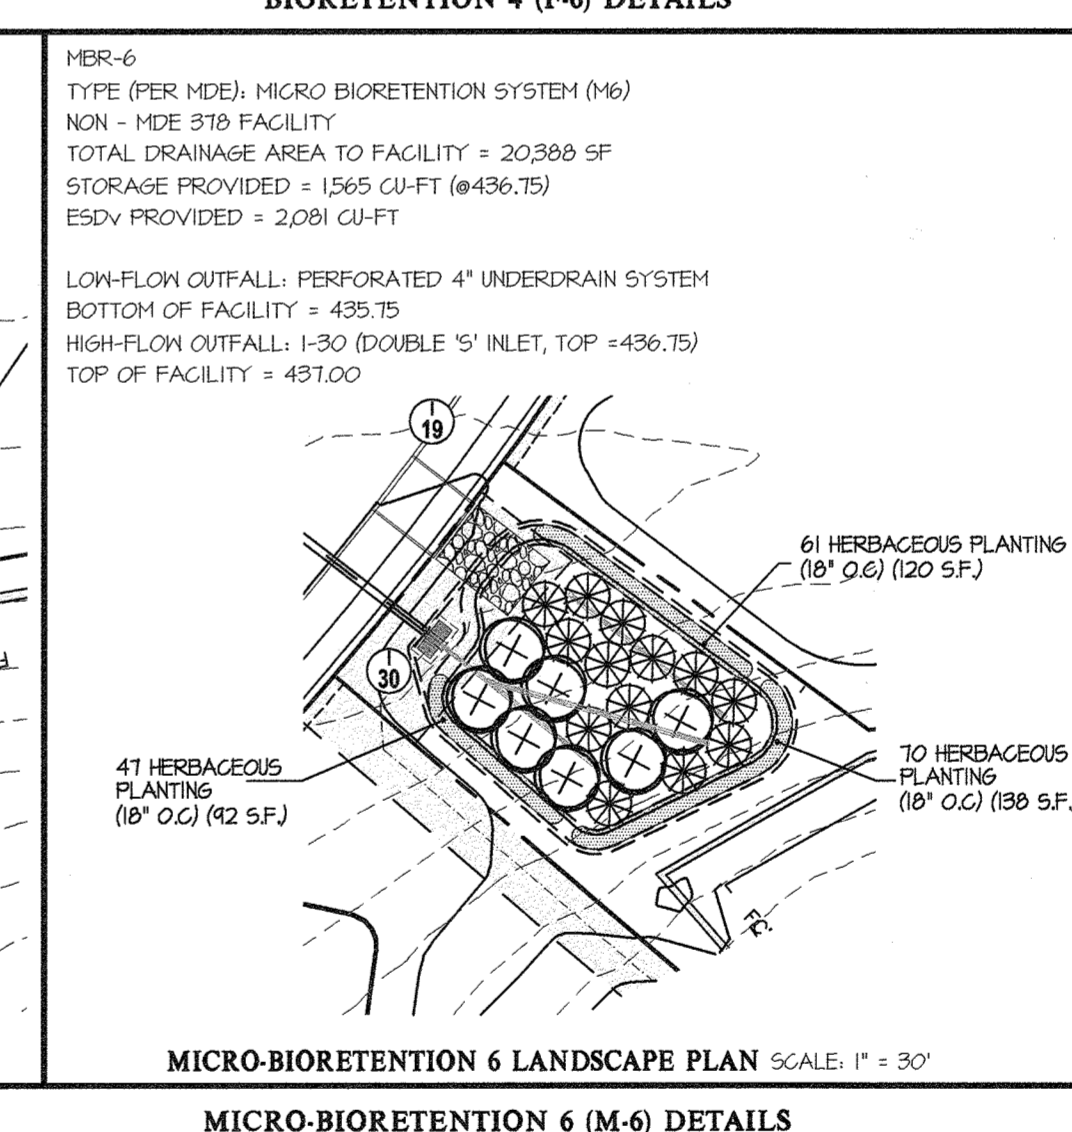 BIORETENTION 4 (F-6) DETAILS
MBR-6
TYPE (PER MDE): MICRO BIORETENTION SYSTEM (M6)
NON - MDE 378 FACILITY
TOTAL DRAINAGE AREA TO FACILITY = 20,388 SF
STORAGE PROVIDED = 1,565 CU-FT (@436.75)
ESDv PROVIDED = 2,081 CU-FT
LOW-FLOW OUTFALL: PERFORATED 4" UNDERDRAIN SYSTEM
BOTTOM OF FACILITY = 435.75
HIGH-FLOW OUTFALL: I-30 (DOUBLE 'S' INLET, TOP =436.75)
TOP OF FACILITY = 437.00
I
19
61 HERBACEOUS PLANTING
(18" O.C) (120 S.F.)
I
30
47 HERBACEOUS
PLANTING
(18" O.C) (92 S.F.)
70 HERBACEOUS
PLANTING
(18" O.C) (138 S.F.
MICRO-BIORETENTION 6 LANDSCAPE PLAN SCALE: 1" = 30'
MICRO-BIORETENTION 6 (M-6) DETAILS